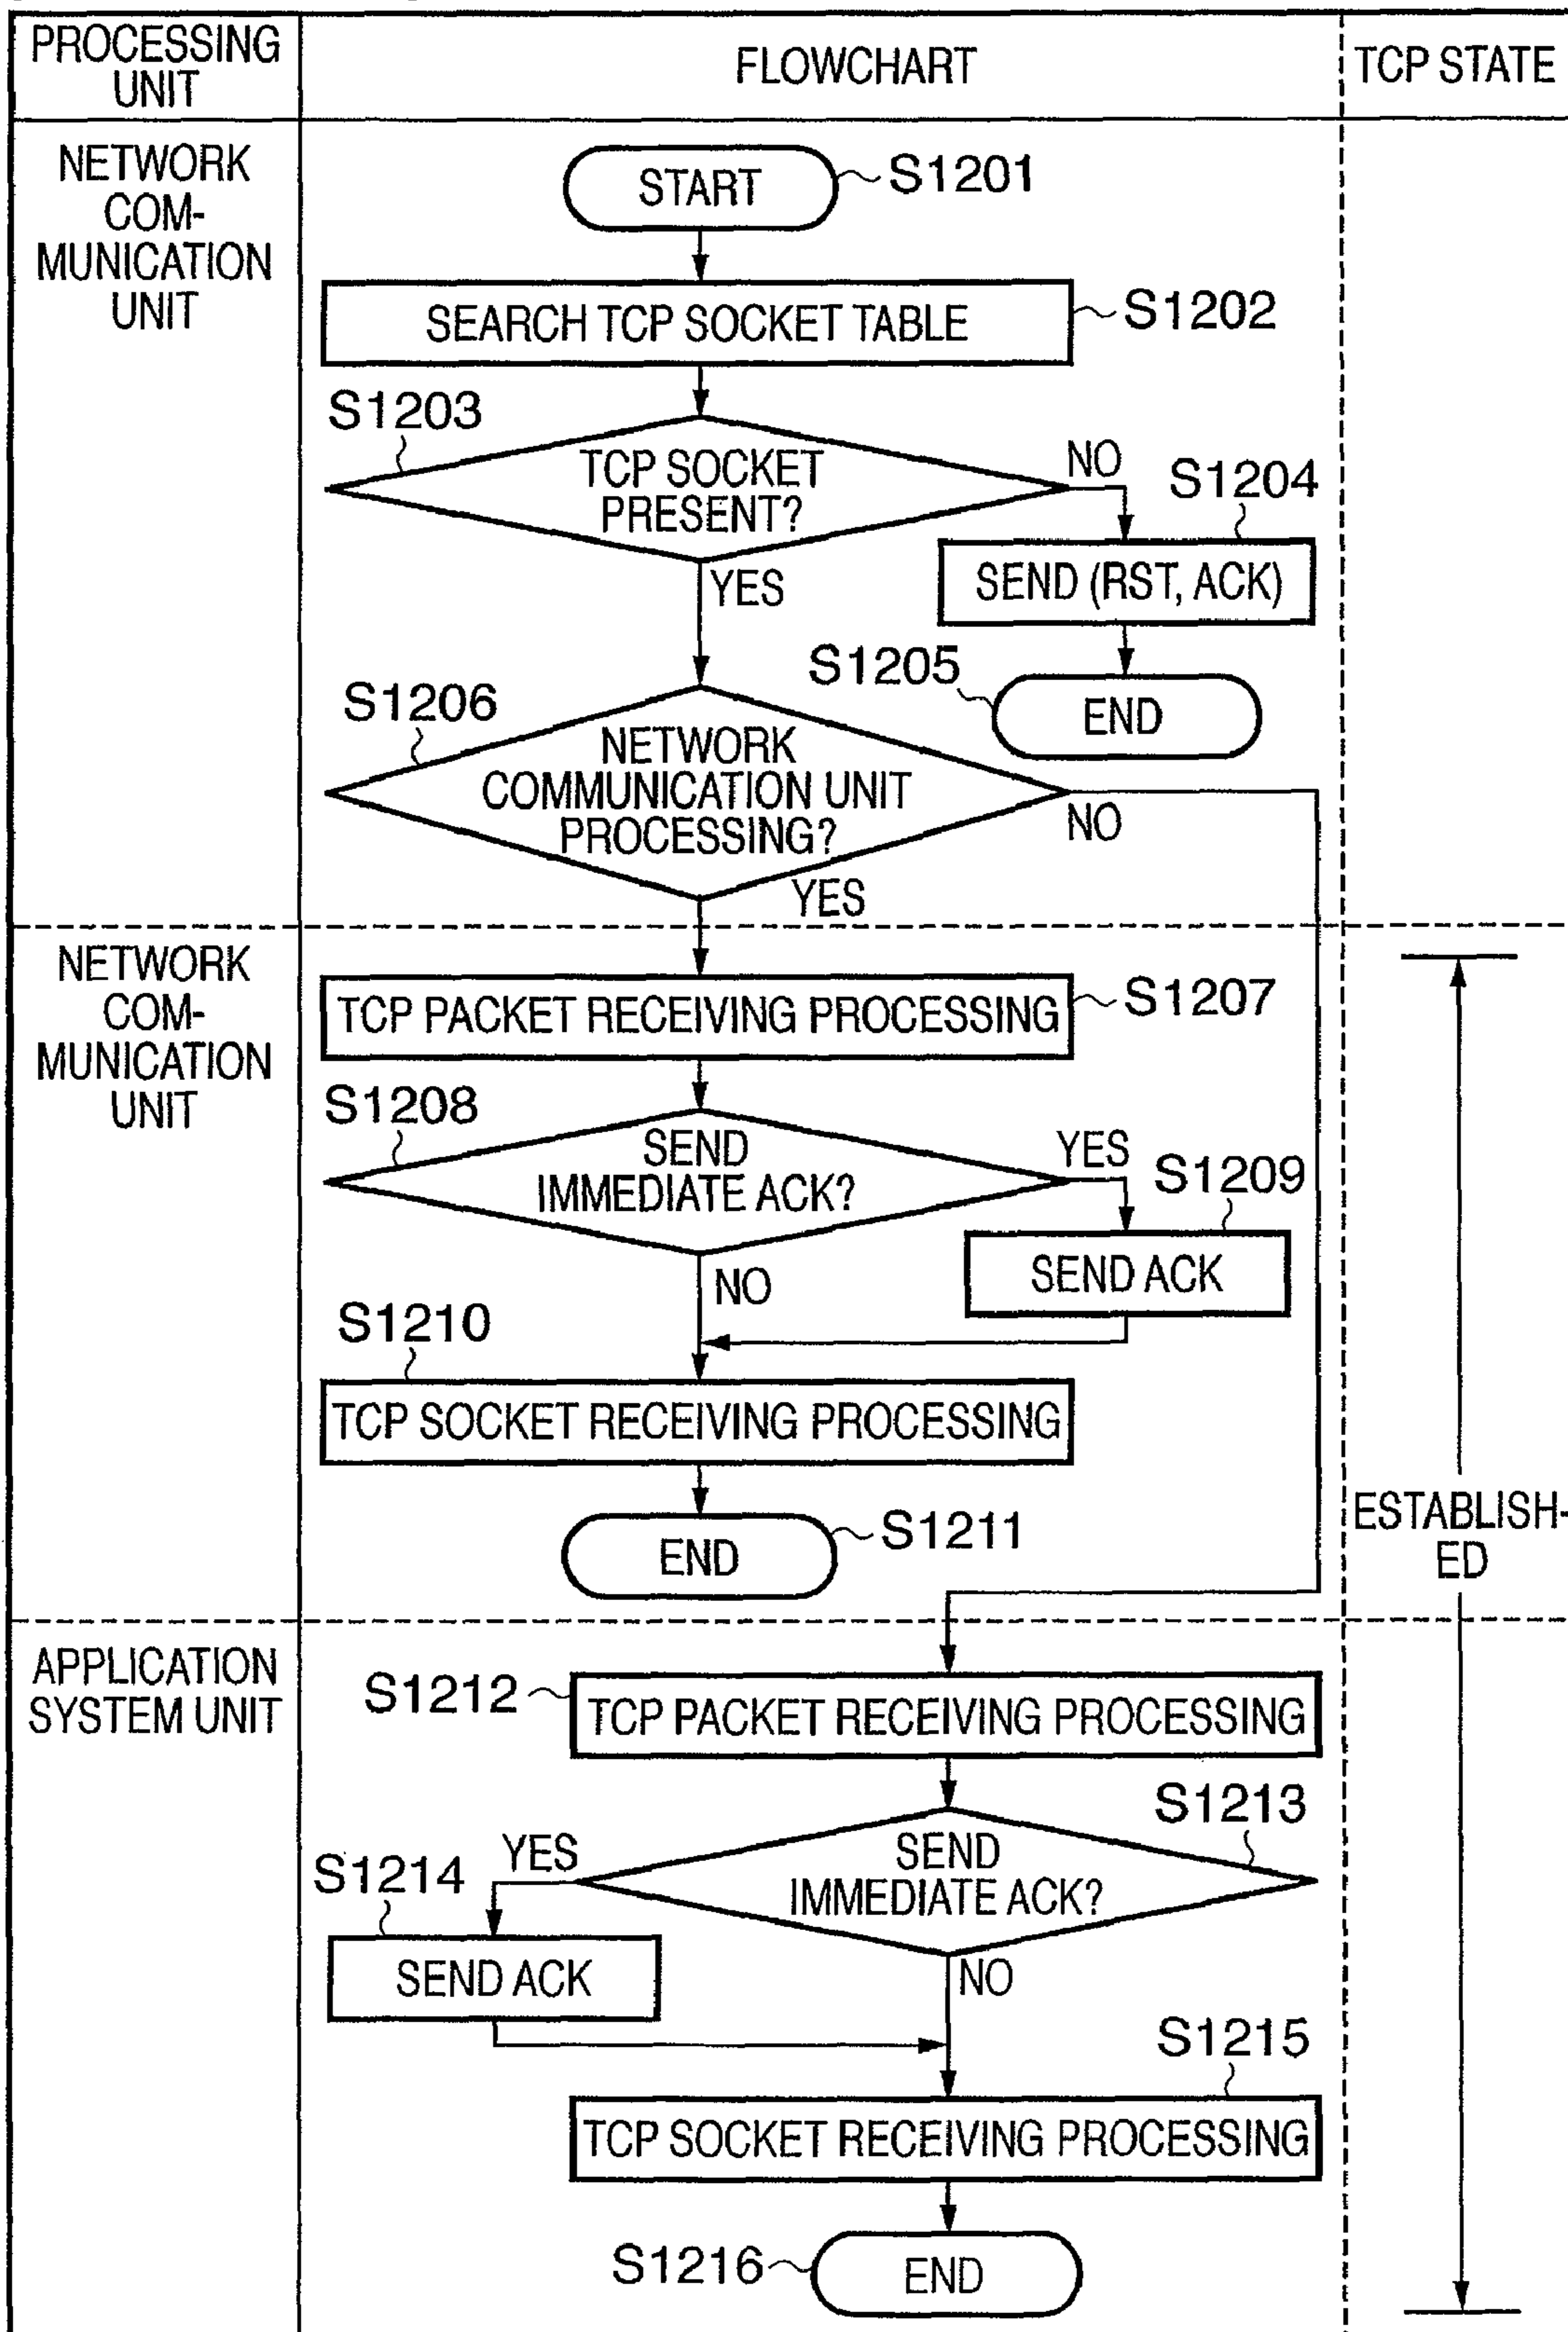 PROCESSING
UNIT
FLOWCHART
TCP STATE
NETWORK
COM-
MUNICATION
UNIT
START
S1201
SEARCH TCP SOCKET TABLE
S1202
S1203
TCP SOCKET
PRESENT?
NO
S1204
SEND (RST, ACK)
YES
S1205
END
S1206
NETWORK
COMMUNICATION UNIT
PROCESSING?
NO
YES
NETWORK
COM-
MUNICATION
UNIT
TCP PACKET RECEIVING PROCESSING
S1207
S1208
SEND
IMMEDIATE ACK?
YES
S1209
SEND ACK
NO
S1210
TCP SOCKET RECEIVING PROCESSING
END
S1211
ESTABLISH-
ED
APPLICATION
SYSTEM UNIT
S1212
TCP PACKET RECEIVING PROCESSING
S1213
SEND
IMMEDIATE ACK?
YES
S1214
SEND ACK
NO
S1215
TCP SOCKET RECEIVING PROCESSING
S1216
END